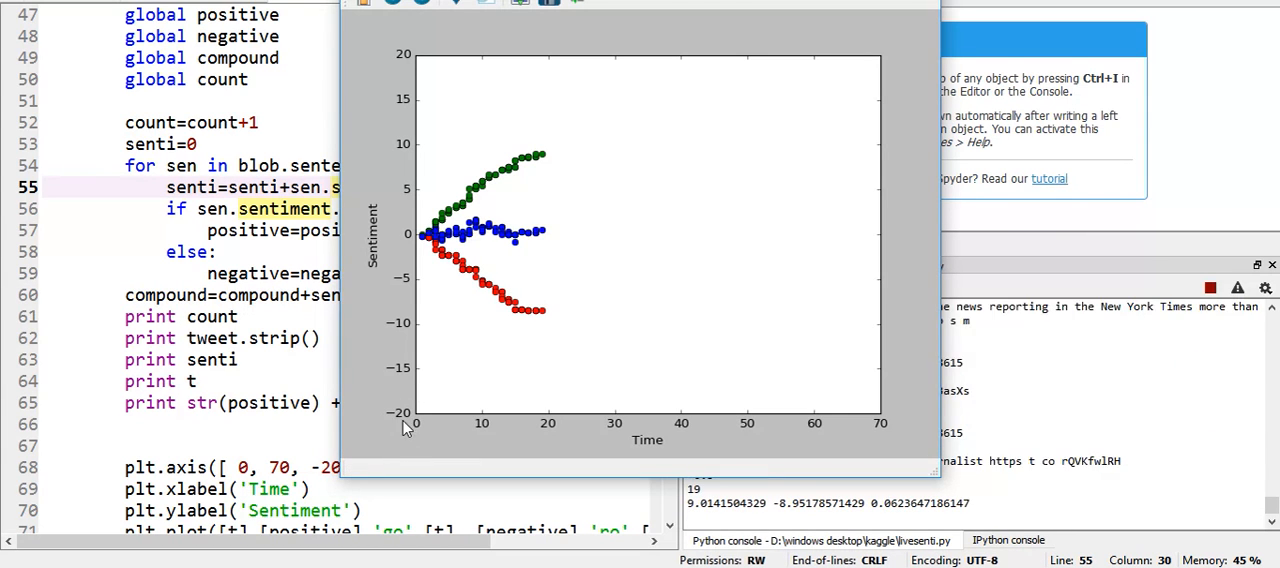 47 global positive
48 global negative
49 global compound
50 global count
51
52 count=count+1
53 senti=0
54 for sen in blob.sente
55 senti=senti+sen.s
56 if sen.sentiment.
57 positive=posi
58 else:
59 negative=nega
60 compound=compound+sen
61 print count
62 print tweet.strip()
63 print senti
64 print t
65 print str(positive) +
66
67
68 plt.axis([ 0, 70, -20
69 plt.xlabel('Time')
70 plt.ylabel('Sentiment')
71 plt.plot([t],[positive],'go',[t], [negative],'ro',[
20
15
10
5
0
−5
−10
−15
−20
Sentiment
0 10 20 30 40 50 60 70
Time
p of any object by pressing Ctrl+I in
the Editor or the Console.
wn automatically after writing a left
n object. You can activate this
es > Help.
Spyder? Read our tutorial
e news reporting in the New York Times more than
o s m
3615
3asXs
3615
rnalist https t co rQVKfwlRH
19
9.0141504329 -8.95178571429 0.0623647186147
Python console - D:\windows desktop\kaggle\livesenti.py IPython console
Permissions: RW End-of-lines: CRLF Encoding: UTF-8 Line: 55 Column: 30 Memory: 45 %